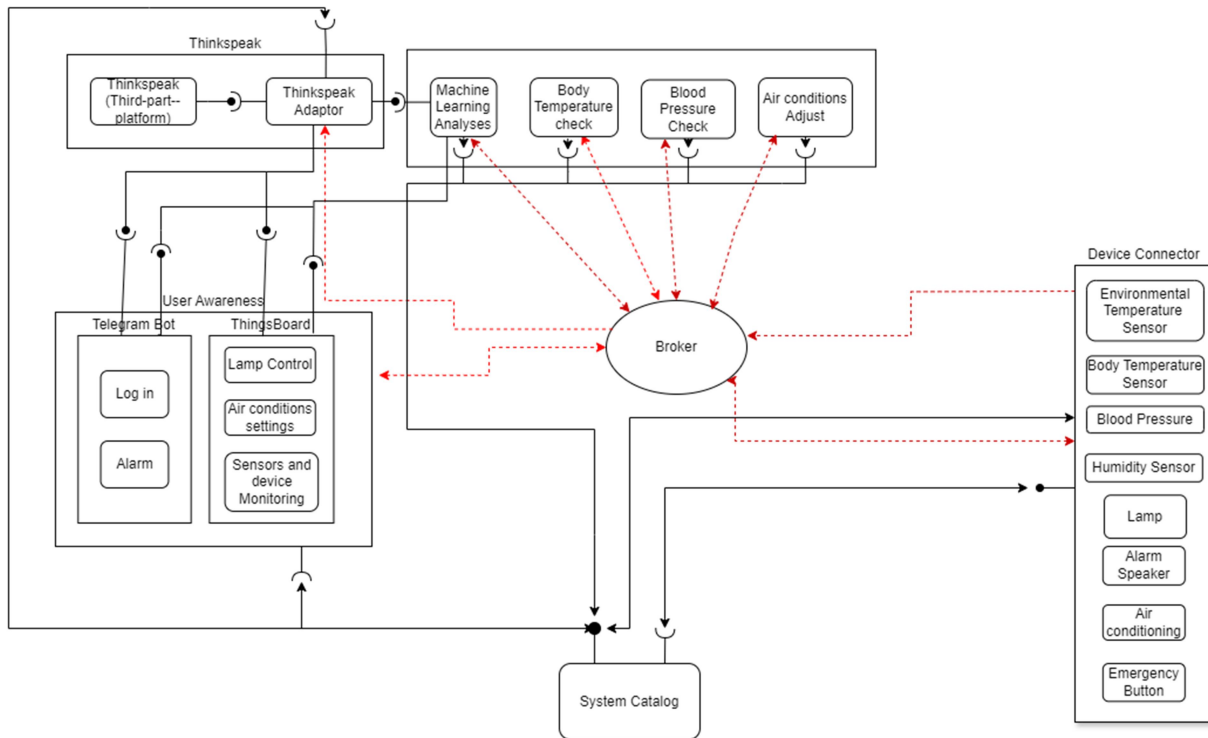 Thinkspeak
Thinkspeak
(Third-part--
platform)
Thinkspeak
Adaptor
Machine
Learning
Analyses
Body
Temperature
check
Blood
Pressure
Check
Air conditions
Adjust
User Awareness
Telegram Bot
Log in
Alarm
ThingsBoard
Lamp Control
Air conditions
settings
Sensors and
device
Monitoring
Broker
System Catalog
Device Connector
Environmental
Temperature
Sensor
Body Temperature
Sensor
Blood Pressure
Humidity Sensor
Lamp
Alarm
Speaker
Air
conditioning
Emergency
Button